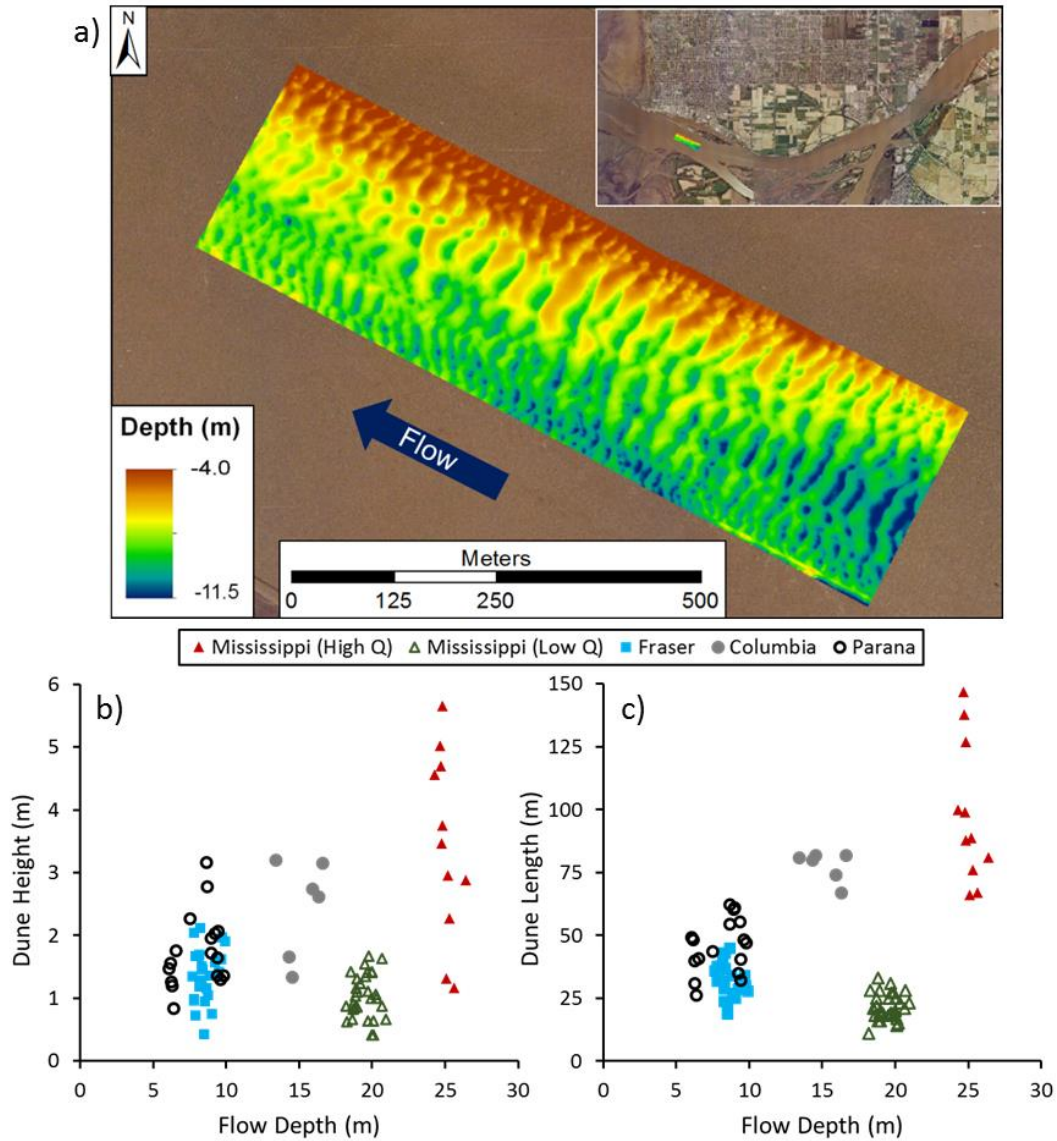 a)
N
Flow
Depth (m)
-4.0
-11.5
Meters
0 125 250 500
Mississippi (High Q) Mississippi (Low Q) Fraser Columbia Parana
b)
6
5
4
3
2
1
0
Dune Height (m)
0 5 10 15 20 25 30
Flow Depth (m)
c)
150
125
100
75
50
25
0
Dune Length (m)
0 5 10 15 20 25 30
Flow Depth (m)